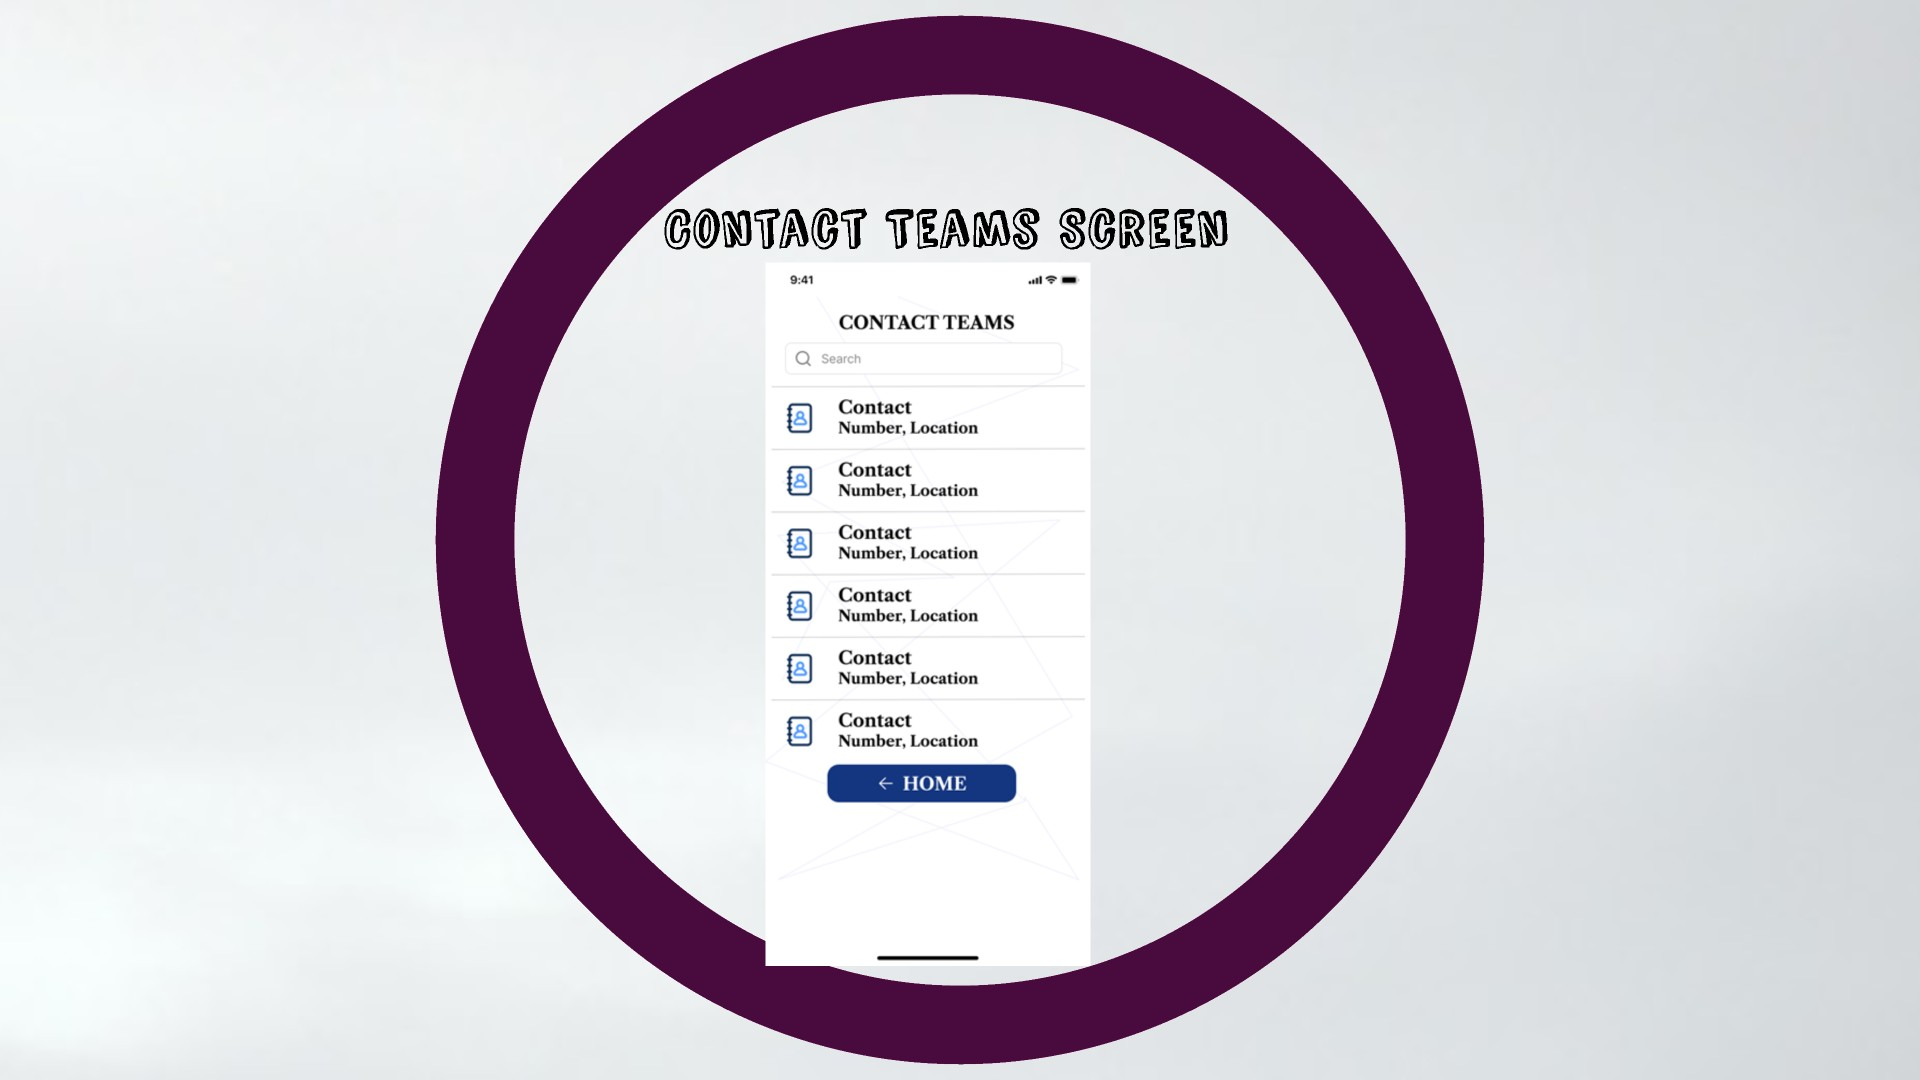 CONTACT TEAMS SCREEN
9:41
CONTACT TEAMS
Search
Contact
Number, Location
Contact
Number, Location
Contact
Number, Location
Contact
Number, Location
Contact
Number, Location
Contact
Number, Location
← HOME